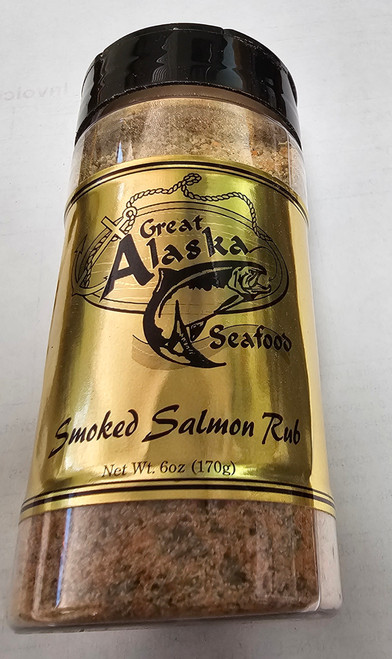 Great
Alaska
Seafood
Smoked Salmon Rub
Net Wt. 6oz (170g)